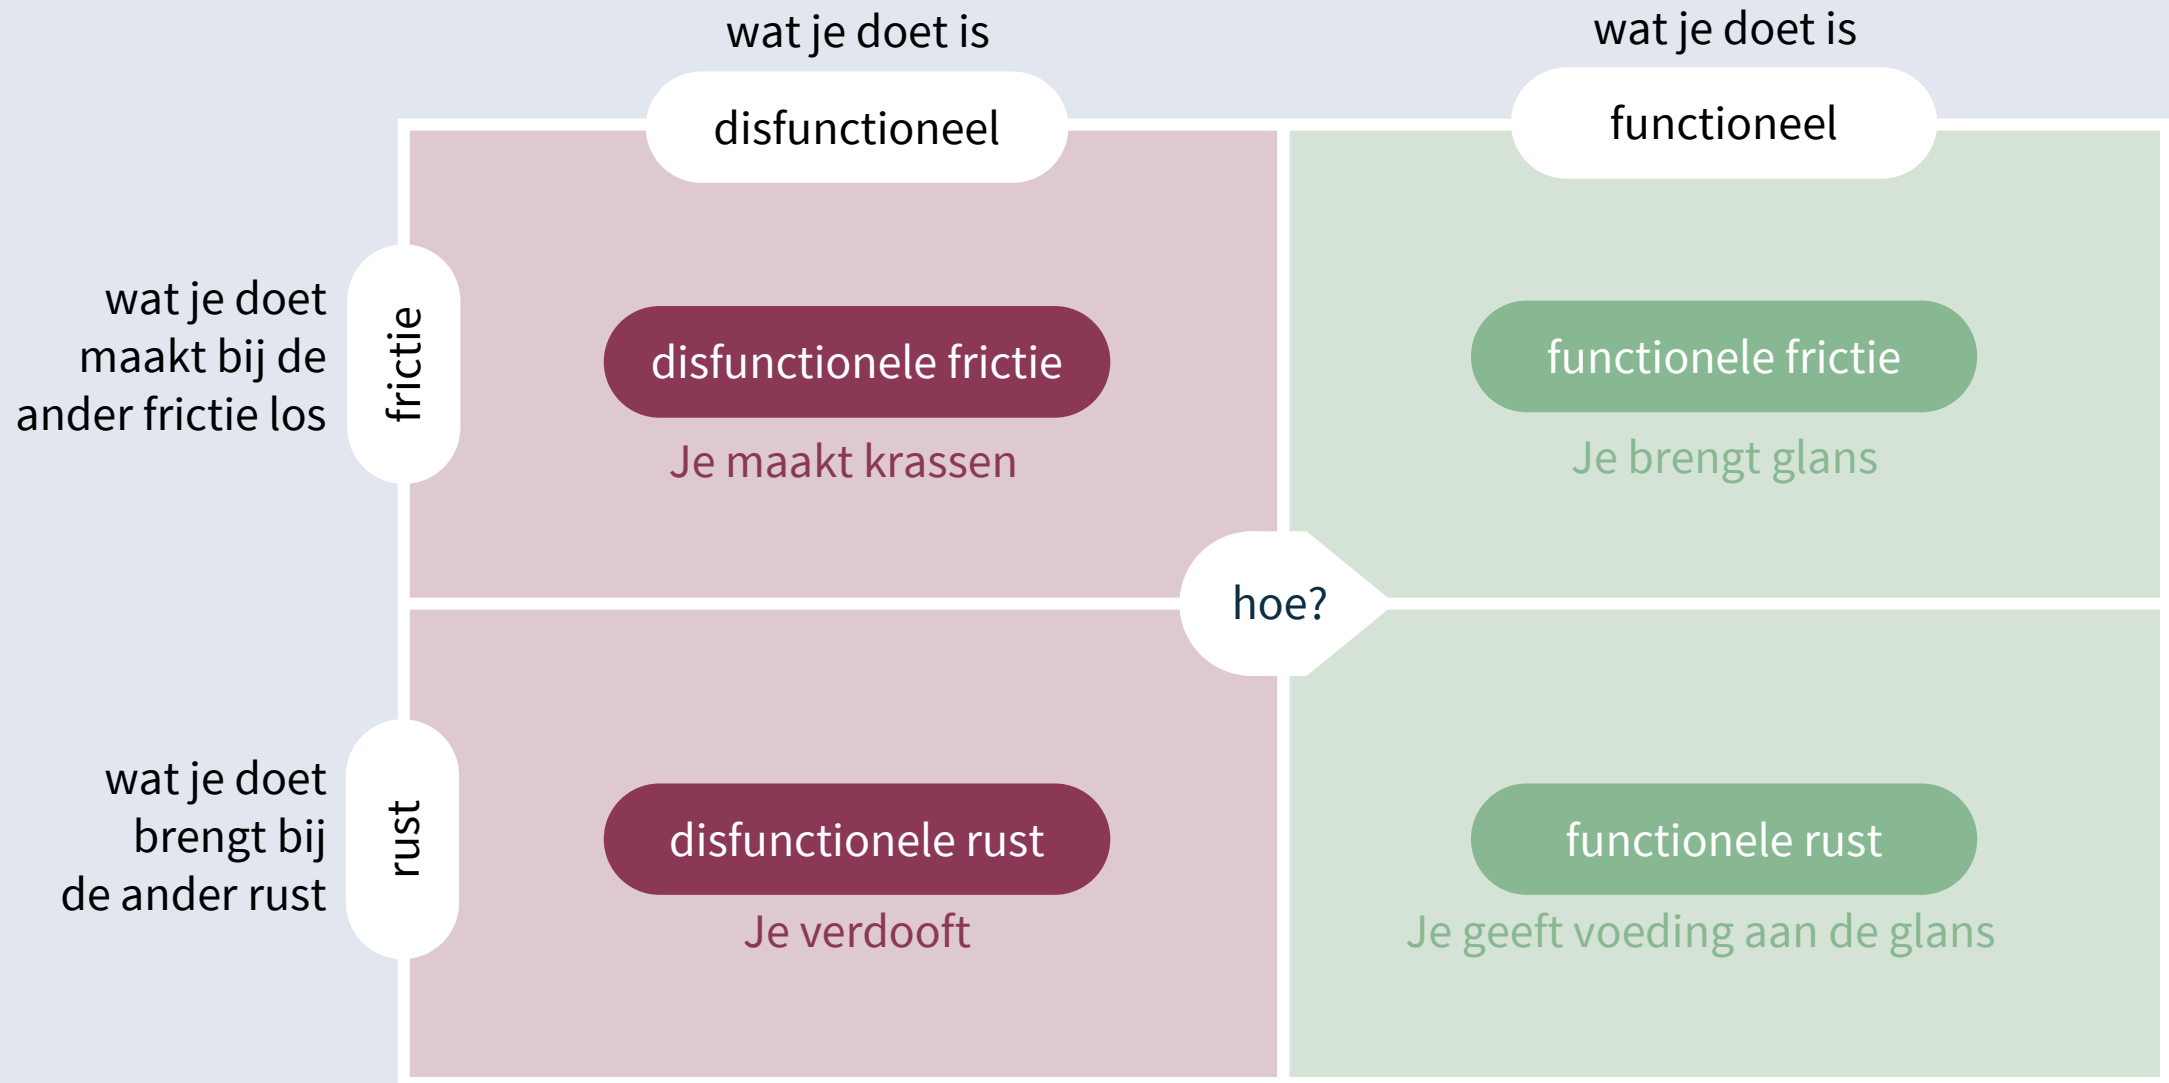 wat je doet is
wat je doet is
disfunctioneel
functioneel
wat je doet
maakt bij de
ander frictie los
frictie
disfunctionele frictie
Je maakt krassen
functionele frictie
Je brengt glans
hoe?
wat je doet
brengt bij
de ander rust
rust
disfunctionele rust
Je verdooft
functionele rust
Je geeft voeding aan de glans